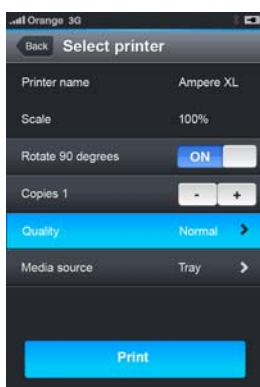 Orange 3G
Back Select printer
Printer name Ampere XL
Scale 100%
Rotate 90 degrees ON
Copies 1 - +
Quality Normal
Media source Tray
Print